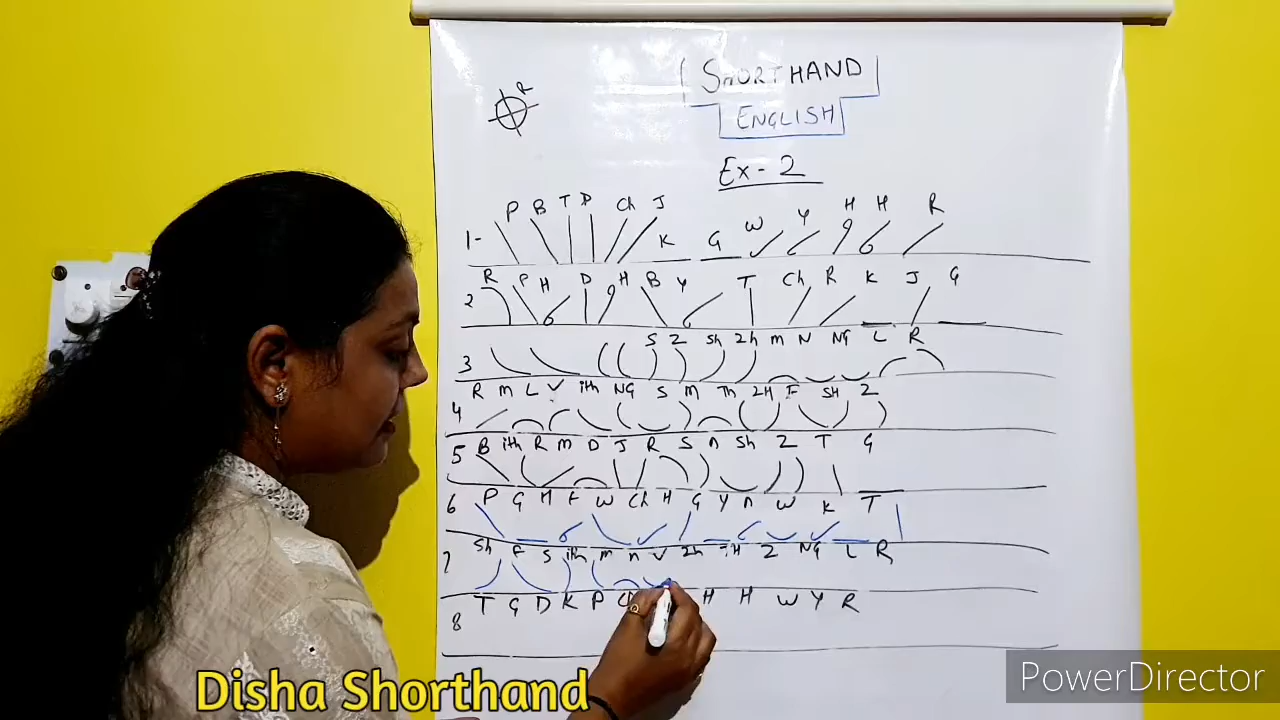 SHORTHAND
ENGLISH
R
Ex-2
1- P B T D Ch J K G W Y H H R
2 R P H D H B Y T Ch R K J G
3 S Z Sh Zh m N NG L R
4 R m L V ith NG S M Th ZH F SH Z
5 B ith R m D J R S n Sh Z T G
6 P G H F W Ch H G Y n W K T
7 Sh F S ith m n V Zh TH Z NG L R
8 T G D K P H H W Y R
Disha Shorthand
PowerDirector